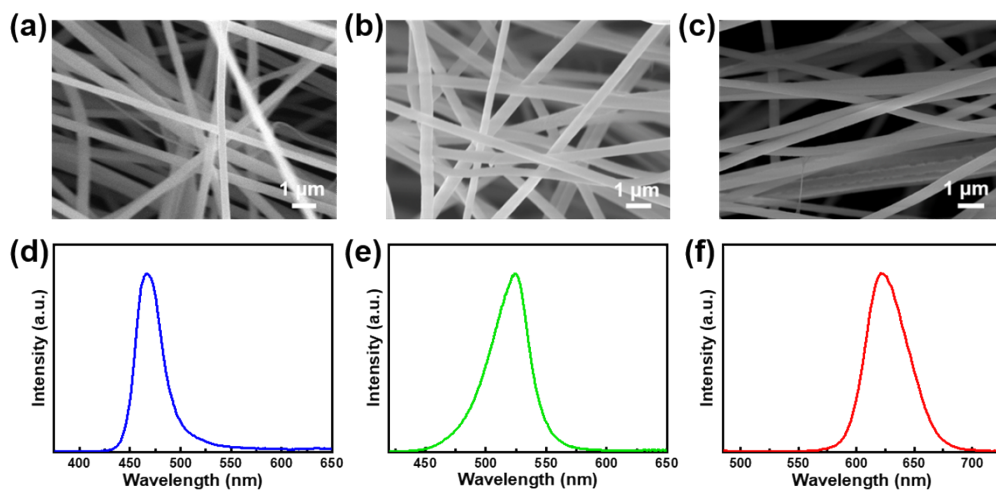 (a)
1 μm
(b)
1 μm
(c)
1 μm
(d)
Intensity (a.u.)
400 450 500 550 600 650
Wavelength (nm)
(e)
Intensity (a.u.)
450 500 550 600 650
Wavelength (nm)
(f)
Intensity (a.u.)
500 550 600 650 700
Wavelength (nm)